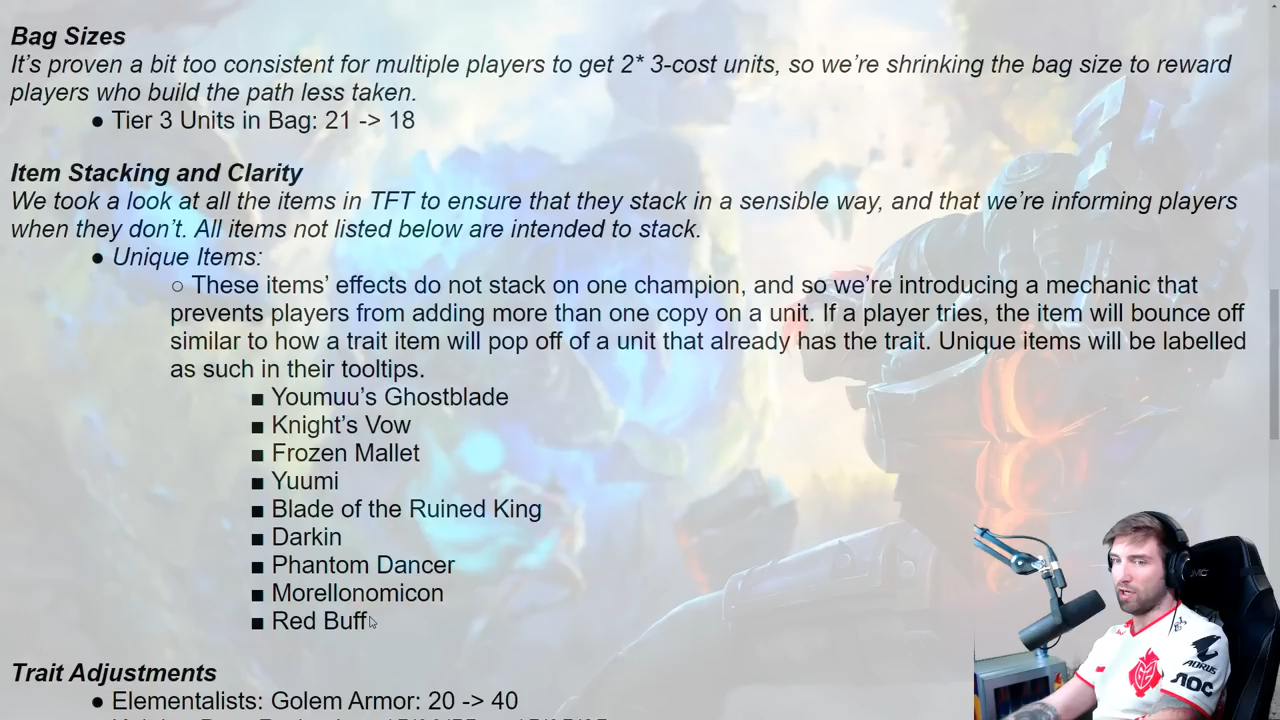 Bag Sizes
It's proven a bit too consistent for multiple players to get 2* 3-cost units, so we're shrinking the bag size to reward
players who build the path less taken.
● Tier 3 Units in Bag: 21 -> 18
Item Stacking and Clarity
We took a look at all the items in TFT to ensure that they stack in a sensible way, and that we're informing players
when they don't. All items not listed below are intended to stack.
● Unique Items:
○ These items' effects do not stack on one champion, and so we're introducing a mechanic that
prevents players from adding more than one copy on a unit. If a player tries, the item will bounce off
similar to how a trait item will pop off of a unit that already has the trait. Unique items will be labelled
as such in their tooltips.
■ Youmuu's Ghostblade
■ Knight's Vow
■ Frozen Mallet
■ Yuumi
■ Blade of the Ruined King
■ Darkin
■ Phantom Dancer
■ Morellonomicon
■ Red Buff
Trait Adjustments
● Elementalists: Golem Armor: 20 -> 40
AORUS
AOC